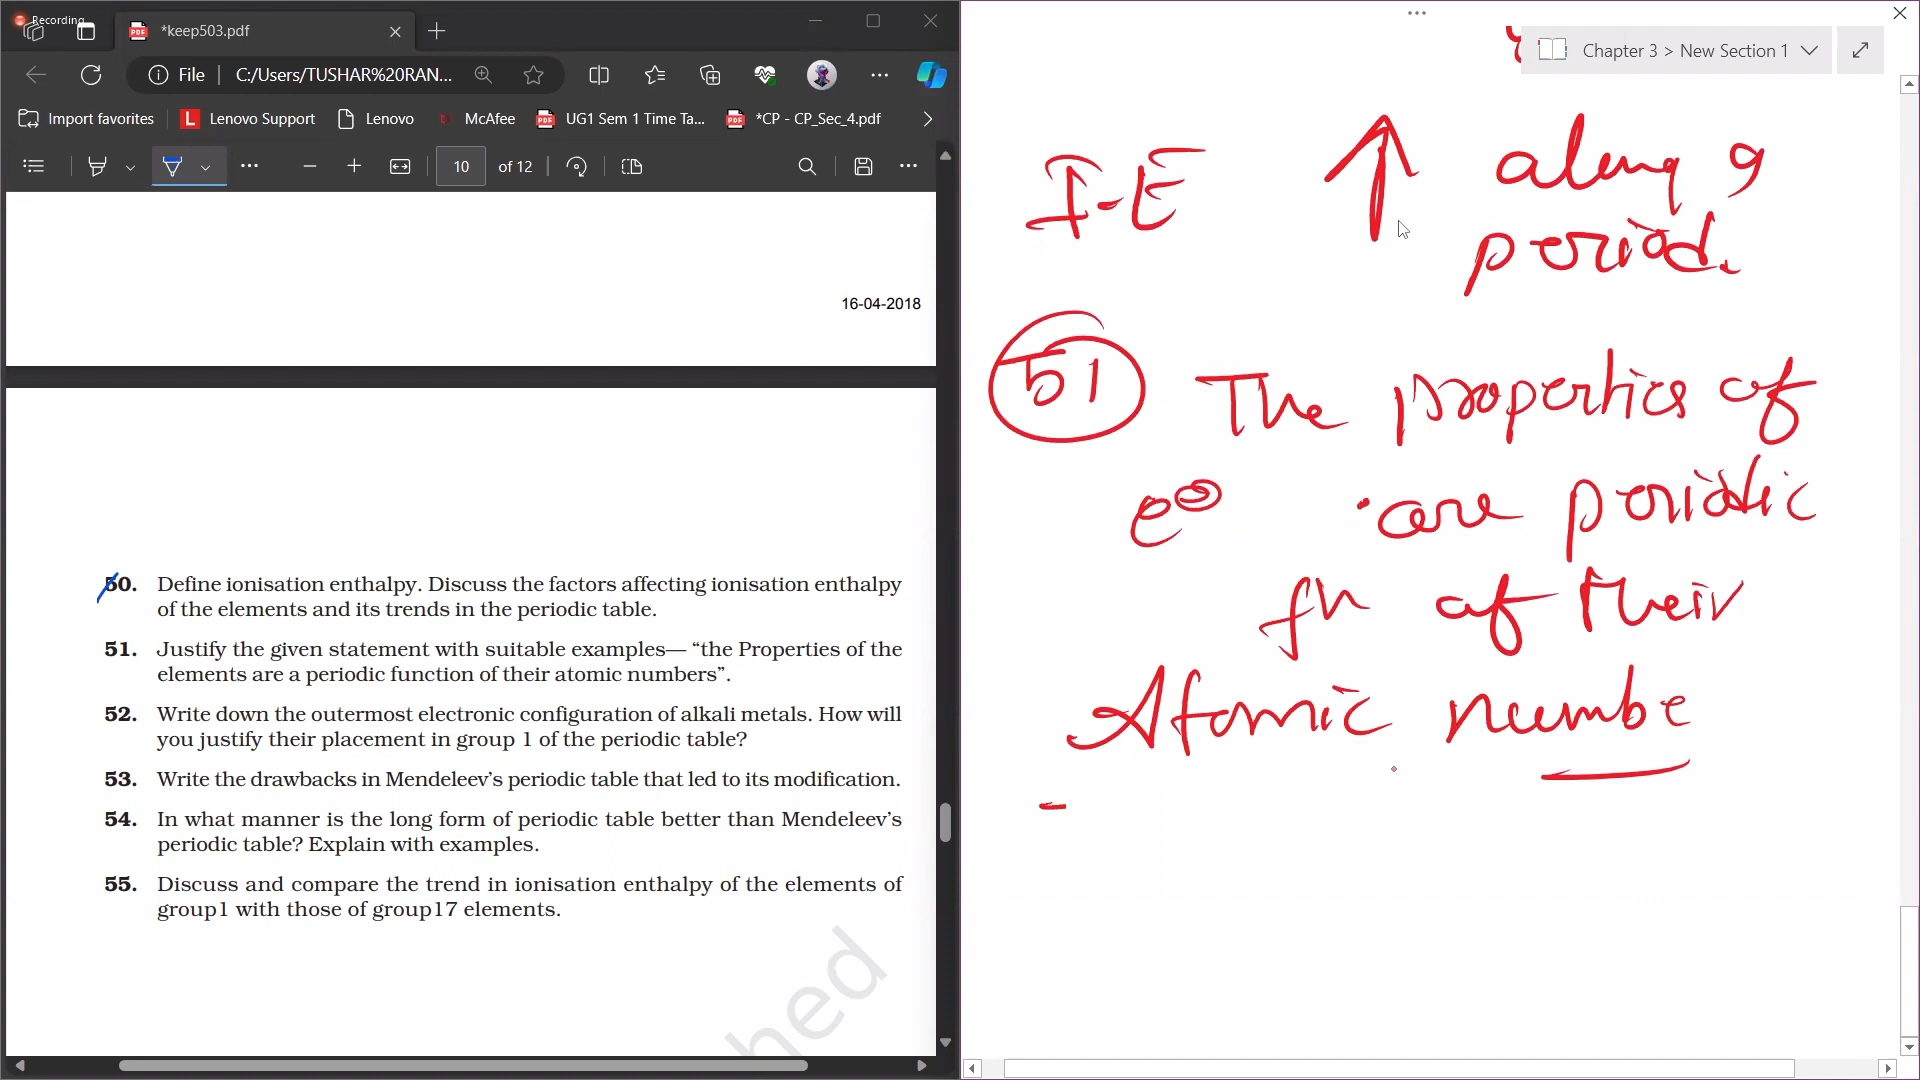 Recording
*keep503.pdf
File
C:/Users/TUSHAR%20RAN...
Import favorites
Lenovo Support
Lenovo
McAfee
UG1 Sem 1 Time Ta...
*CP - CP_Sec_4.pdf
10 of 12
16-04-2018
50. Define ionisation enthalpy. Discuss the factors affecting ionisation enthalpy
of the elements and its trends in the periodic table.
51. Justify the given statement with suitable examples— “the Properties of the
elements are a periodic function of their atomic numbers”.
52. Write down the outermost electronic configuration of alkali metals. How will
you justify their placement in group 1 of the periodic table?
53. Write the drawbacks in Mendeleev’s periodic table that led to its modification.
54. In what manner is the long form of periodic table better than Mendeleev’s
periodic table? Explain with examples.
55. Discuss and compare the trend in ionisation enthalpy of the elements of
group1 with those of group17 elements.
hed
Chapter 3 > New Section 1
I-E ↑ along a
period.
51 The properties of
e⊖ are periodic
fn of their
Atomic numbe
-